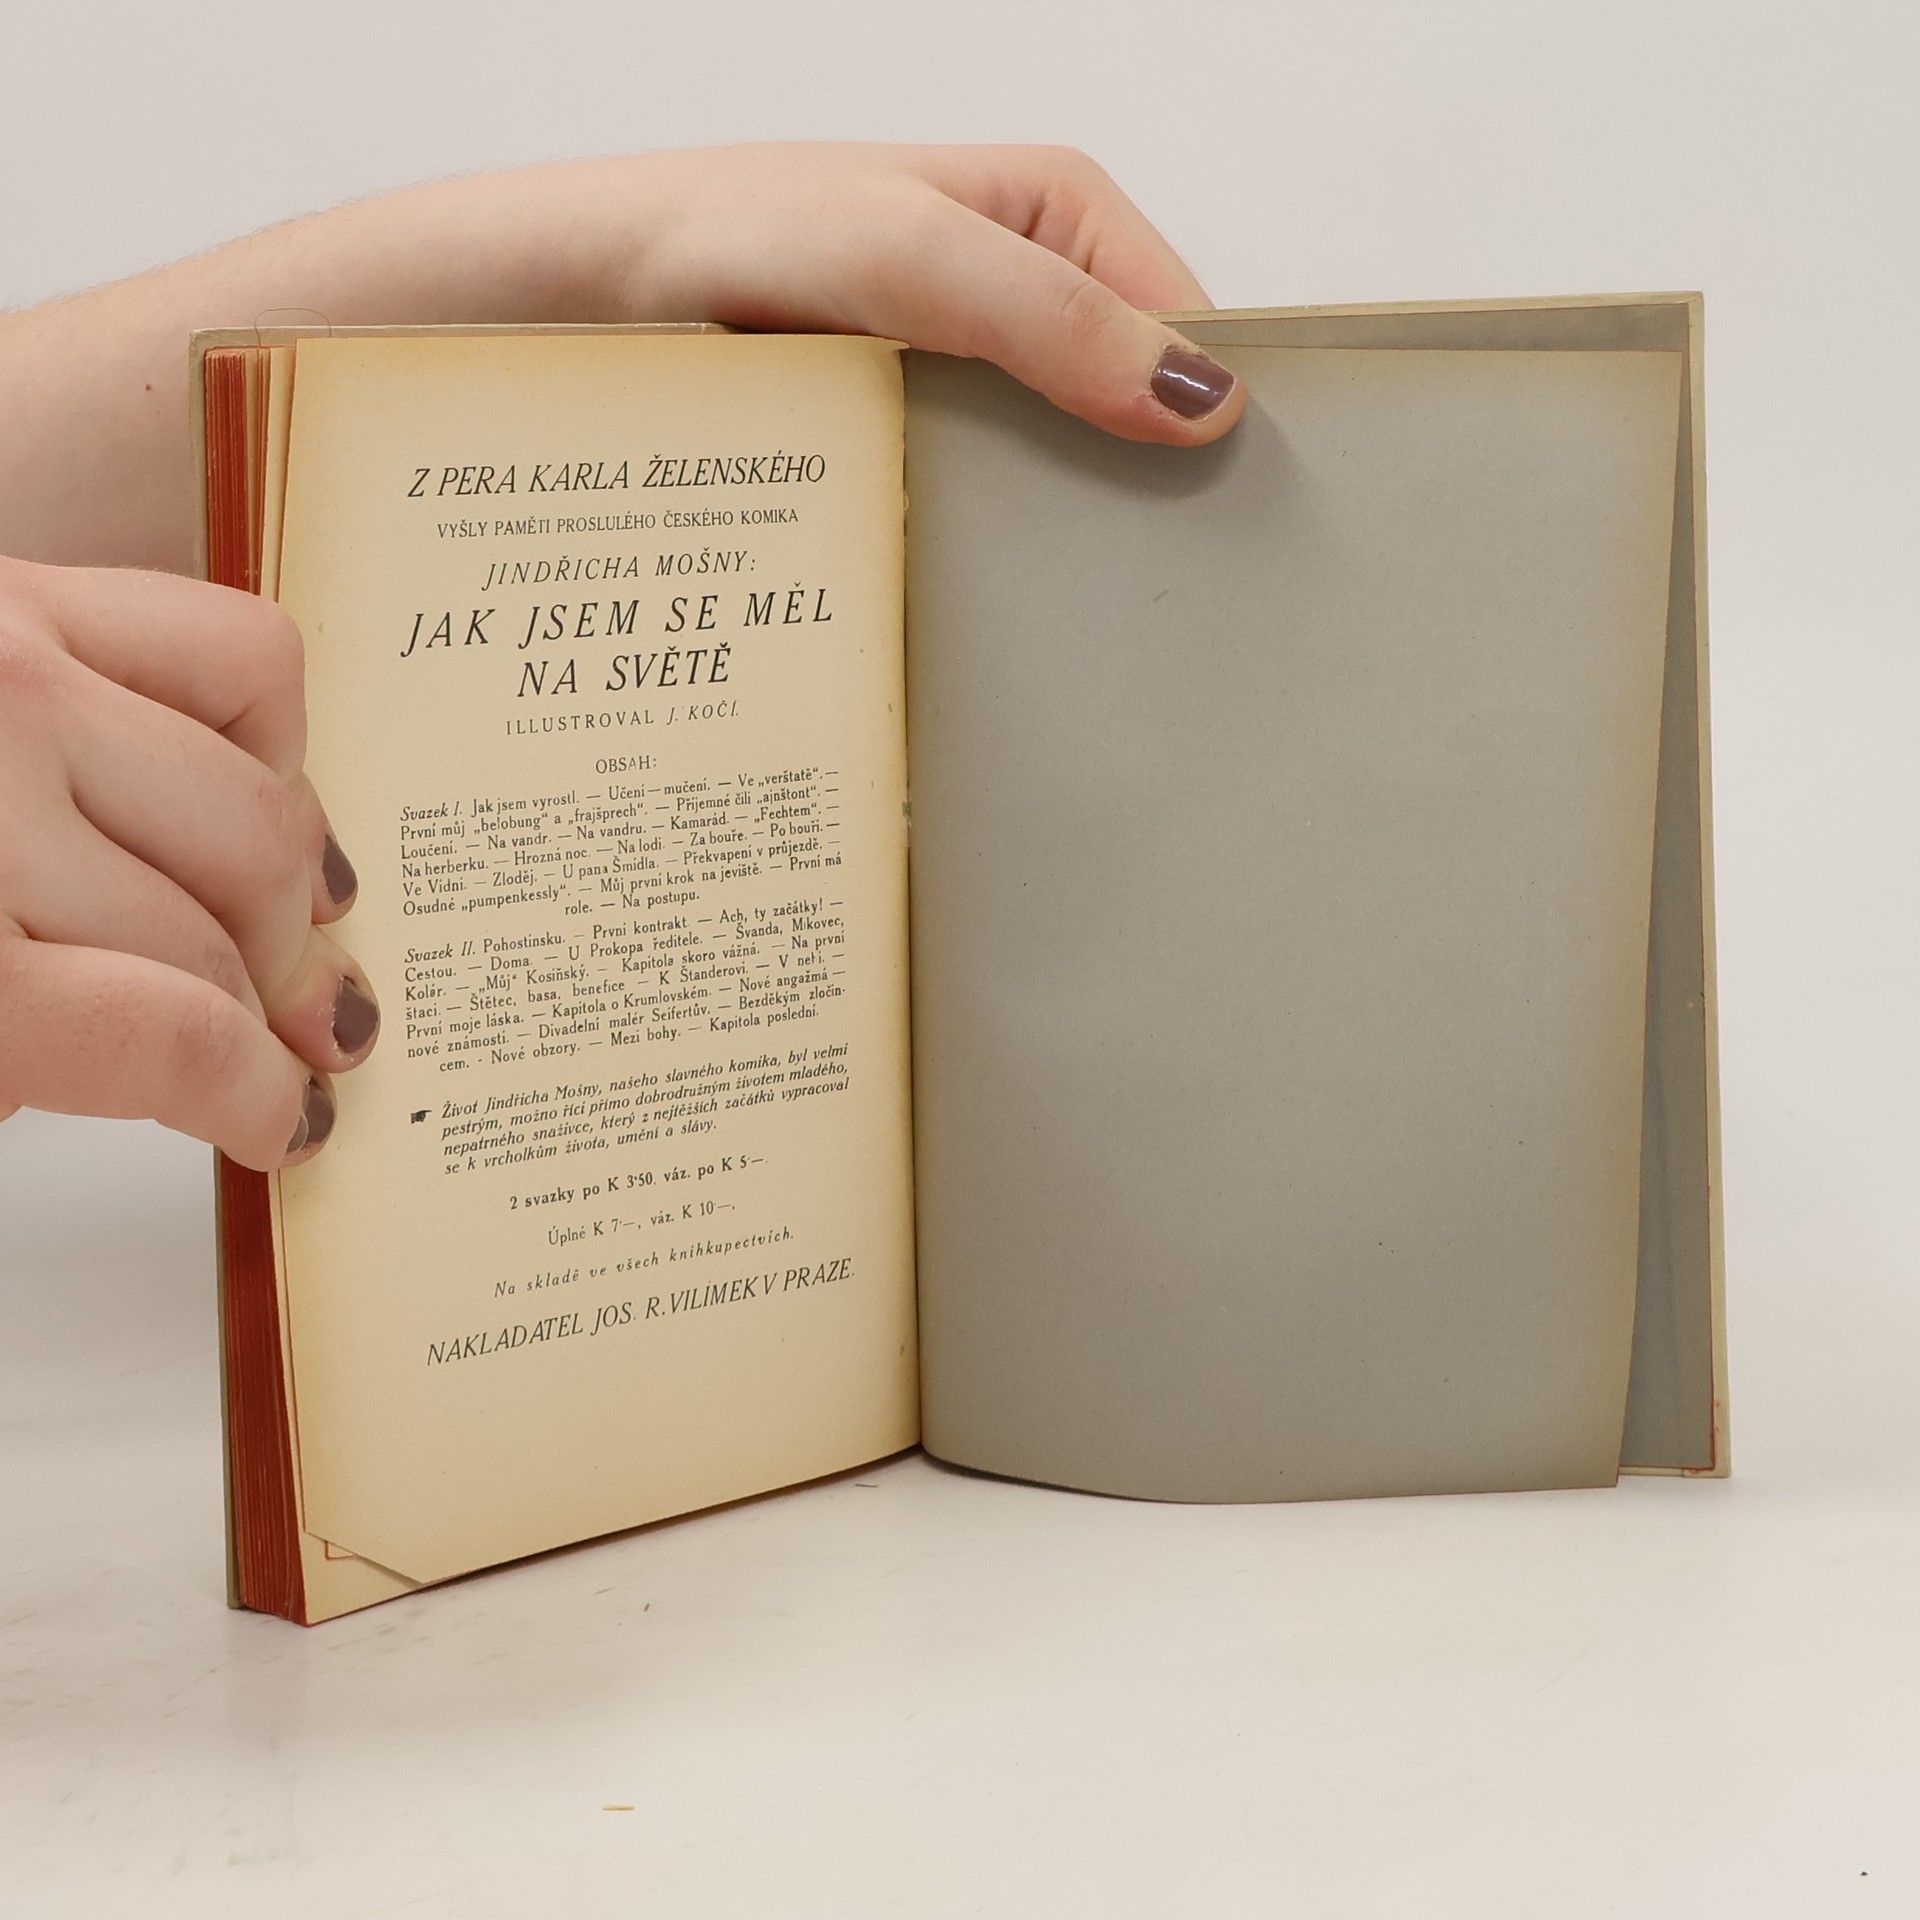 Z PERA KARLA ŽELENSKÉHO
VYŠLY PAMĚTI PROSLULÉHO ČESKÉHO KOMIKA
JINDŘICHA MOŠNY:
JAK JSEM SE MĚL
NA SVĚTĚ
ILLUSTROVAL J. KOČÍ.
OBSAH:
Svazek I. Jak jsem vyrostl. — Učení—mučení. — Ve „verštatě“. —
První můj „belobung“ a „frajšprech“. — Příjemné čili „ajnštont“. —
Loučení. — Na vandr. — Na vandru. — Kamarád. — „Fechtem“. —
Na herberku. — Hrozná noc. — Na lodi. — Za bouře. — Po bouři. —
Ve Vídni. — Zloděj. — U pana Šmidla. — Překvapení v průjezdě. —
Osudné „pumpenkessly“. — Můj první krok na jeviště. — První má
role. — Na postupu.
Svazek II. Pohostinsku. — První kontrakt. — Ach, ty začátky! —
Cestou. — Doma. — U Prokopa ředitele. — Švanda, Mikovec,
Kolár. — „Můj“ Kosiňský. — Kapitola skoro vážná. — Na první
štaci. — Štětec, basa, benefice — K Štanderovi. — V netí. —
První moje láska. — Kapitola o Krumlovském. — Nové angažmá —
nové známosti. — Divadelní malér Seifertův. — Bezděkým zločin-
cem. - Nové obzory. — Mezi bohy. — Kapitola poslední.
☛ Život Jindřicha Mošny, našeho slavného komika, byl velmi
pestrým, možno říci přímo dobrodružným životem mladého,
nepatrného snaživce, který z nejtěžších začátků vypracoval
se k vrcholkům života, umění a slávy.
2 svazky po K 3·50, váz. po K 5·—.
Úplné K 7·—, váz. K 10·—.
Na skladě ve všech knihkupectvích.
NAKLADATEL JOS. R. VILÍMEK V PRAZE.